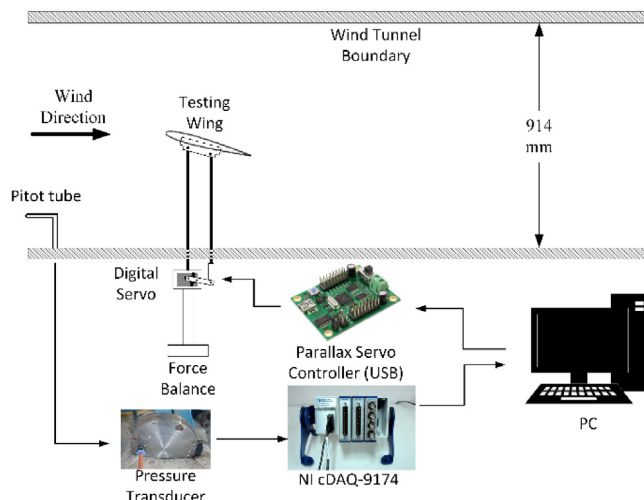 Wind Tunnel
Boundary
Wind
Direction
Testing
Wing
914
mm
Pitot tube
Digital
Servo
Force
Balance
Parallax Servo
Controller (USB)
PC
Pressure
Transducer
NI cDAQ-9174